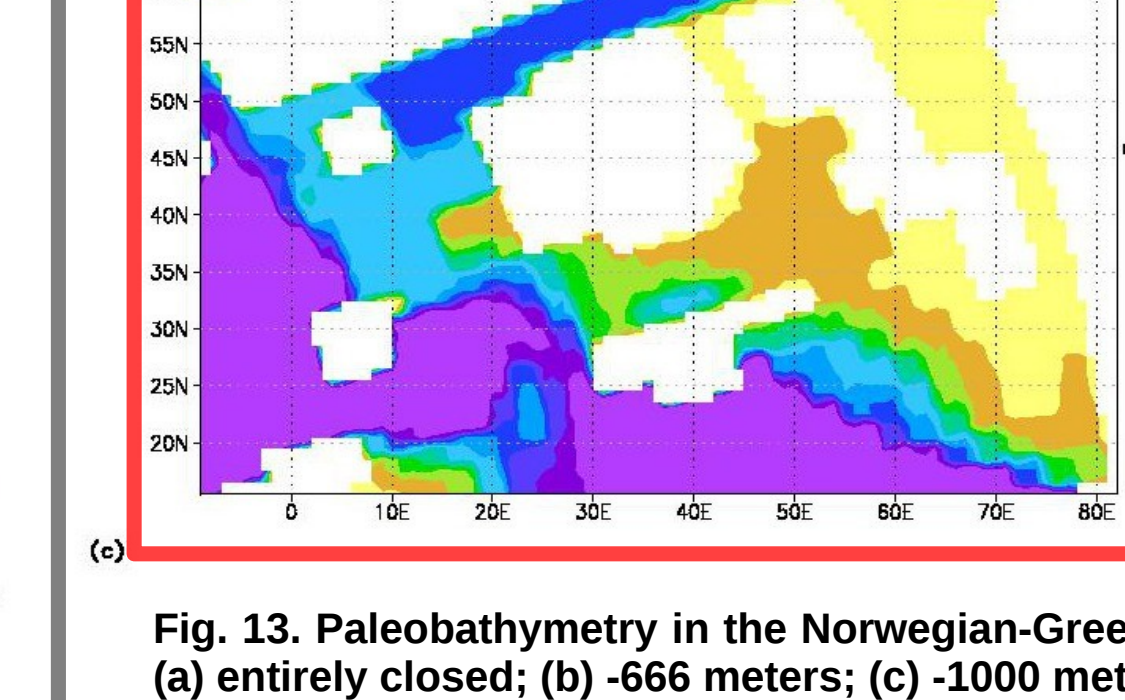 55N
50N
45N
40N
35N
30N
25N
20N
0 10E 20E 30E 40E 50E 60E 70E 80E
(c)
Fig. 13. Paleobathymetry in the Norwegian-Gree
(a) entirely closed; (b) -666 meters; (c) -1000 met